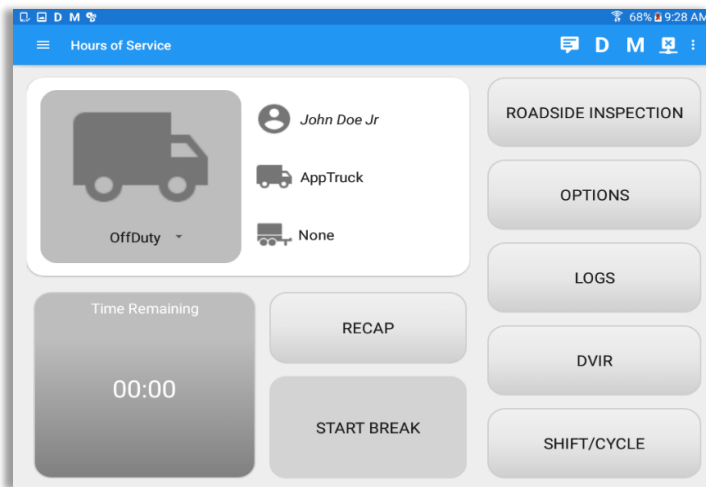 D M 68% 9:28 AM
Hours of Service D M
John Doe Jr
AppTruck
None
OffDuty
Time Remaining
00:00
RECAP
START BREAK
ROADSIDE INSPECTION
OPTIONS
LOGS
DVIR
SHIFT/CYCLE